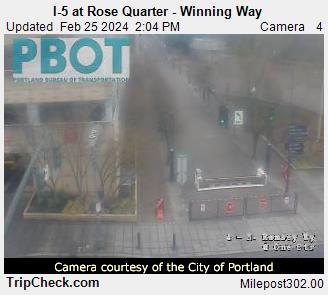 I-5 at Rose Quarter - Winning Way
Updated Feb 25 2024 2:04 PM Camera 4
PBOT
PORTLAND BUREAU OF TRANSPORTATION
Camera courtesy of the City of Portland
TripCheck.com Milepost302.00